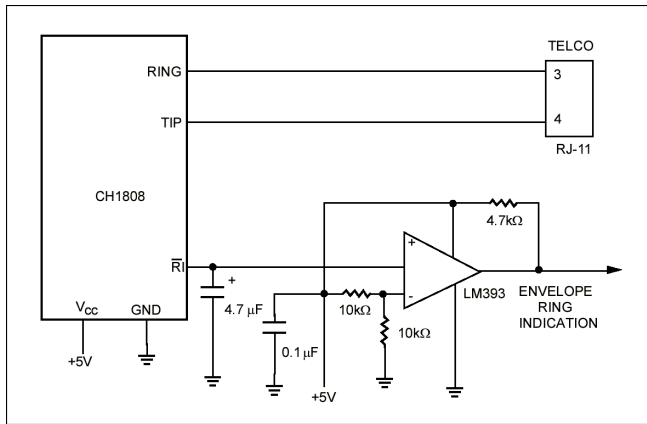 TELCO
RING
3
TIP
4
RJ-11
CH1808
4.7kΩ
RI
+
+
-
4.7 µF
10kΩ
LM393
ENVELOPE
RING
INDICATION
VCC
GND
10kΩ
0.1µF
+5V
+5V